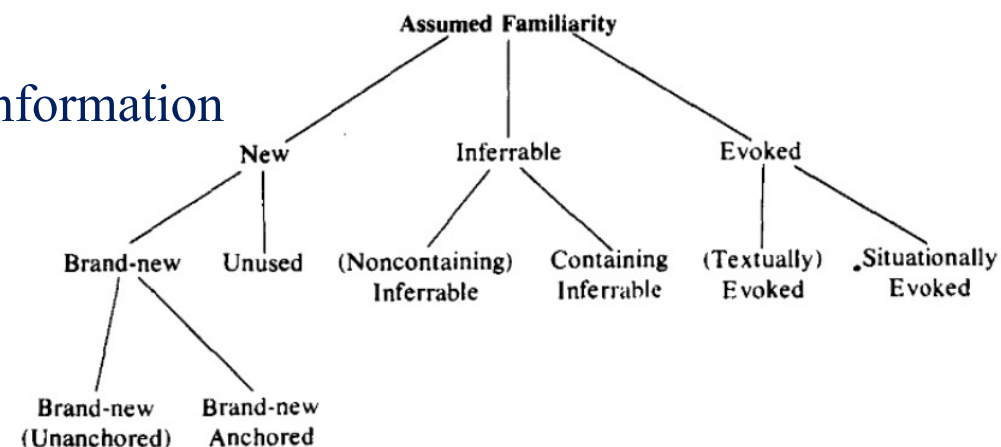 Assumed Familiarity
nformation
New Inferrable Evoked
Brand-new Unused (Noncontaining) Containing (Textually) Situationally
Inferrable Inferrable Evoked Evoked
Brand-new Brand-new
(Unanchored) Anchored